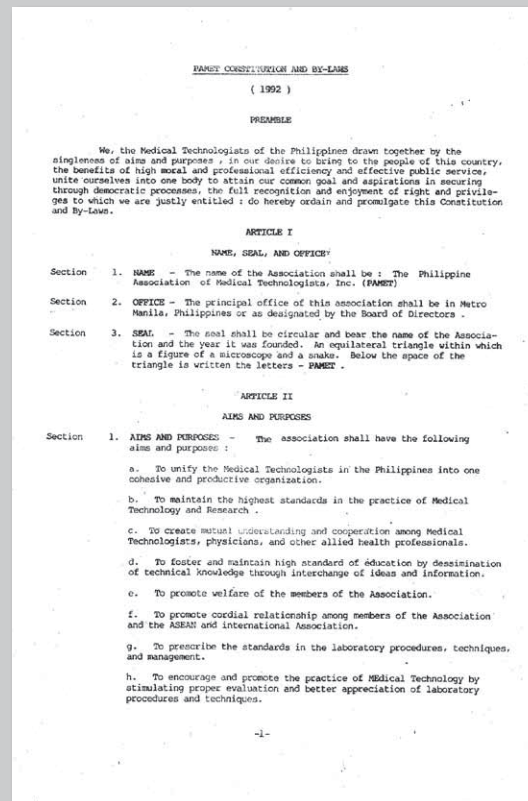 PAMET CONSTITUTION AND BY-LAWS
( 1992 )
PREAMBLE
We, the Medical Technologists of the Philippines drawn together by the
singleness of aims and purposes , in our desire to bring to the people of this country,
the benefits of high moral and professional efficiency and effective public service,
unite ourselves into one body to attain our common goal and aspirations in securing
through democratic processes, the full recognition and enjoyment of right and privile-
ges to which we are justly entitled : do hereby ordain and promulgate this Constitution
and By-Laws.
ARTICLE I
NAME, SEAL, AND OFFICE
Section 1. NAME - The name of the Association shall be : The Philippine
Association of Medical Technologists, Inc. (PAMET)
Section 2. OFFICE - The principal office of this association shall be in Metro
Manila, Philippines or as designated by the Board of Directors .
Section 3. SEAL - The seal shall be circular and bear the name of the Associa-
tion and the year it was founded. An equilateral triangle within which
is a figure of a microscope and a snake. Below the space of the
triangle is written the letters - PAMET .
ARTICLE II
AIMS AND PURPOSES
Section 1. AIMS AND PURPOSES - The association shall have the following
aims and purposes :
a. To unify the Medical Technologists in the Philippines into one
cohesive and productive organization.
b. To maintain the highest standards in the practice of Medical
Technology and Research .
c. To create mutual understanding and cooperation among Medical
Technologists, physicians, and other allied health professionals.
d. To foster and maintain high standard of education by dessimination
of technical knowledge through interchange of ideas and information.
e. To promote welfare of the members of the Association.
f. To promote cordial relationship among members of the Association
and the ASEAN and international Association.
g. To prescribe the standards in the laboratory procedures, techniques,
and management.
h. To encourage and promote the practice of MEdical Technology by
stimulating proper evaluation and better appreciation of laboratory
procedures and techniques.
-1-